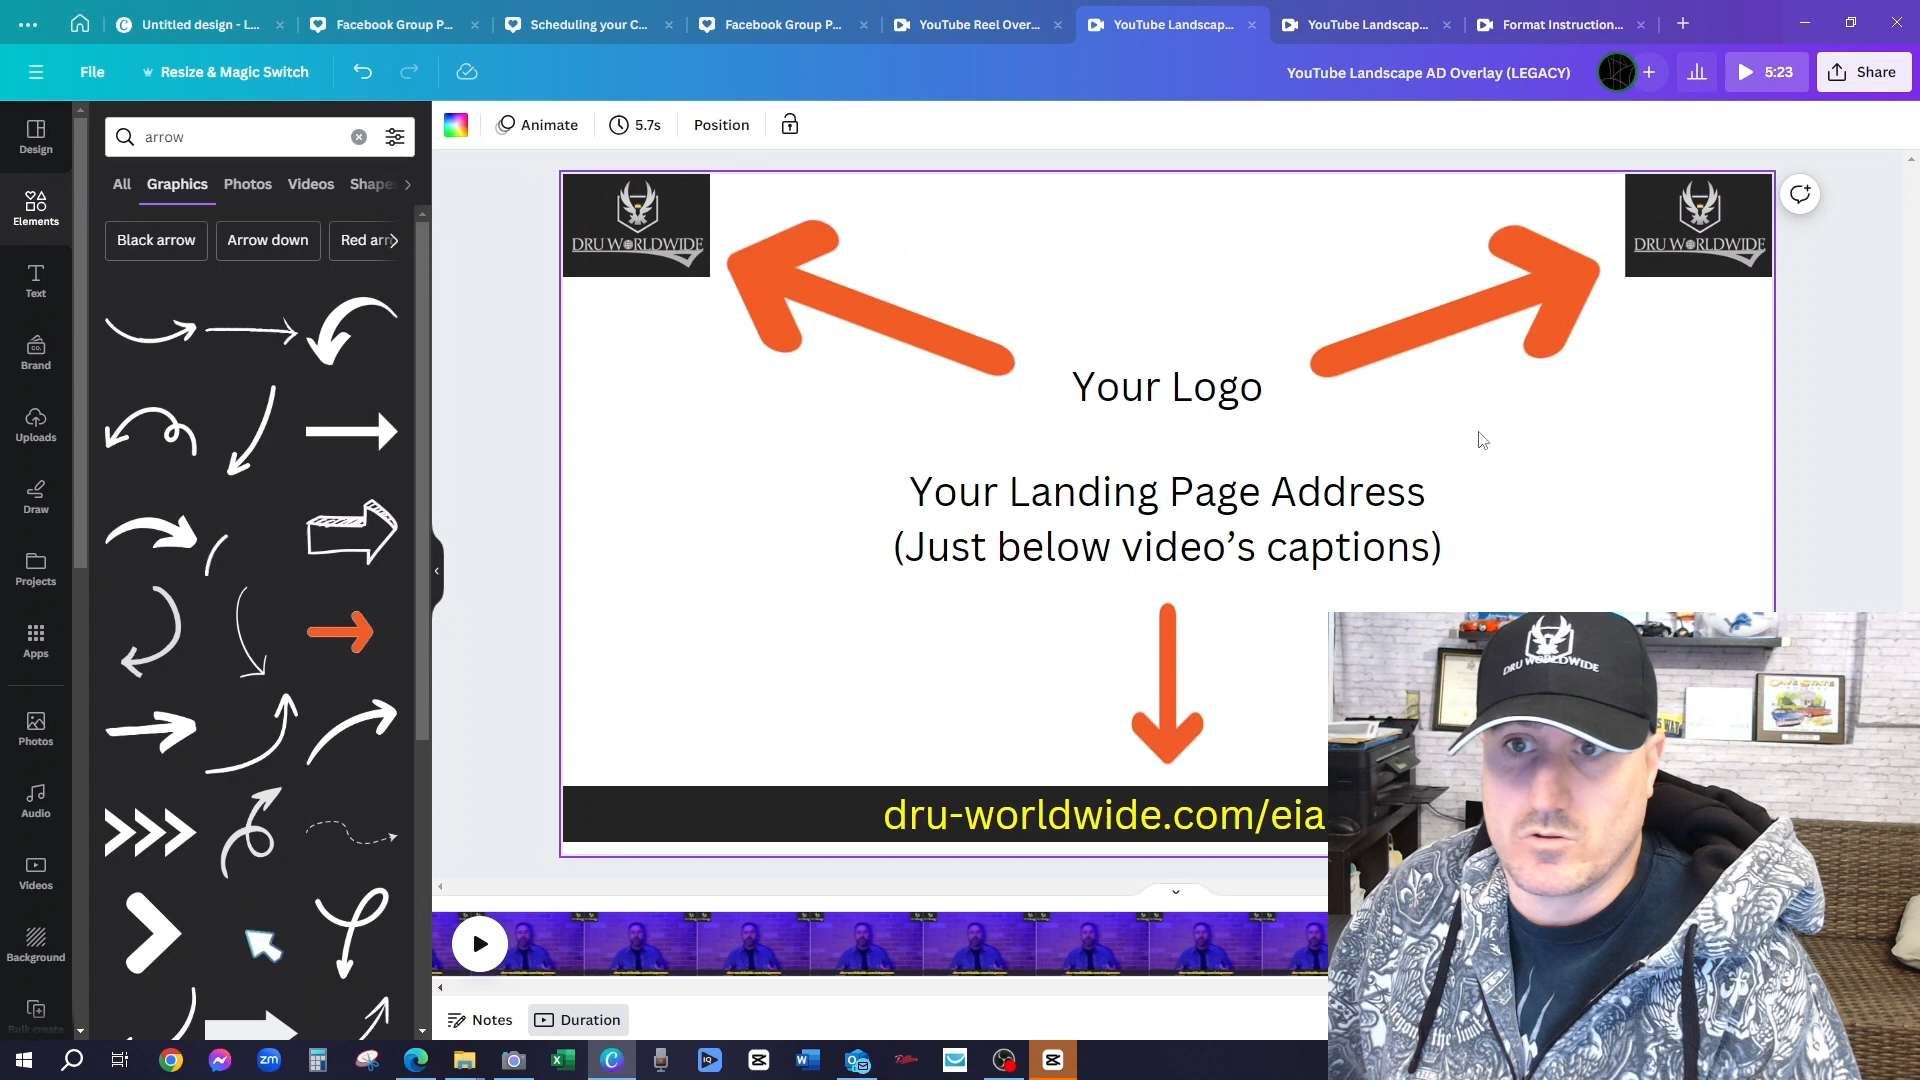 Untitled design - L...
Facebook Group P...
Scheduling your C...
Facebook Group P...
YouTube Reel Over...
YouTube Landscap...
YouTube Landscap...
Format Instruction...
File
Resize & Magic Switch
YouTube Landscape AD Overlay (LEGACY)
5:23
Share
Design
Elements
Text
Brand
Uploads
Draw
Projects
Apps
Photos
Audio
Videos
Background
Bulk create
arrow
All
Graphics
Photos
Videos
Shapes
Black arrow
Arrow down
Red arr
Animate
5.7s
Position
DRU WORLDWIDE
DRU WORLDWIDE
Your Logo
Your Landing Page Address
(Just below video's captions)
dru-worldwide.com/eia
DRU WORLDWIDE
Notes
Duration